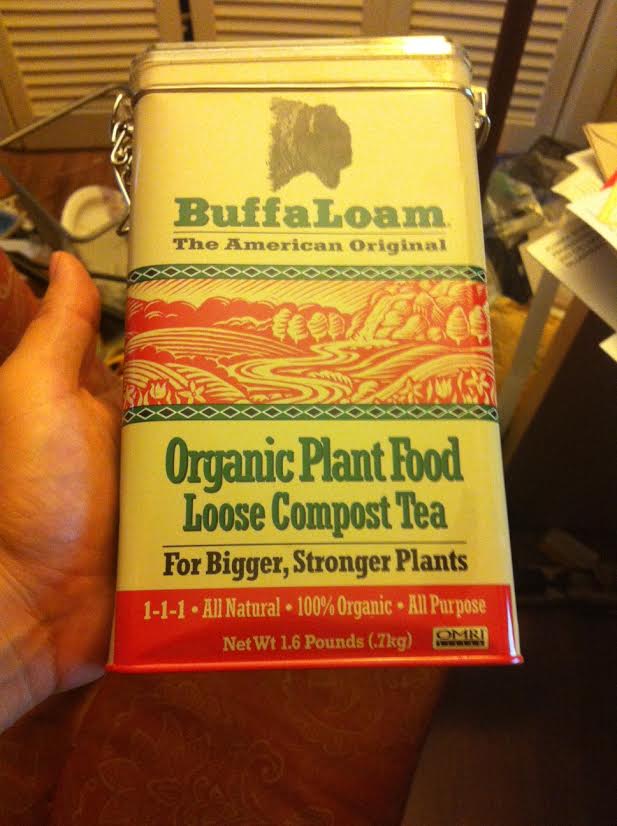 BuffaLoam
The American Original
Organic Plant Food
Loose Compost Tea
For Bigger, Stronger Plants
1-1-1 • All Natural • 100% Organic • All Purpose
Net Wt 1.6 Pounds (.7kg)
OMRI
LISTED